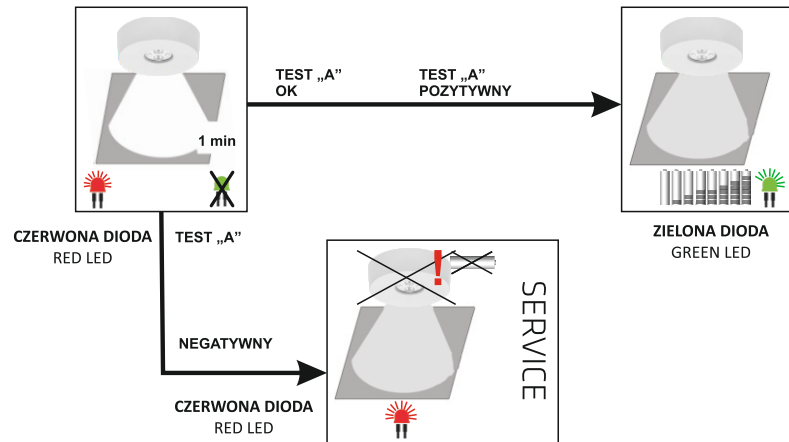 TEST „A”
OK
TEST „A”
POZYTYWNY
1 min
CZERWONA DIODA
RED LED
TEST „A”
ZIELONA DIODA
GREEN LED
!
SERVICE
NEGATYWNY
CZERWONA DIODA
RED LED